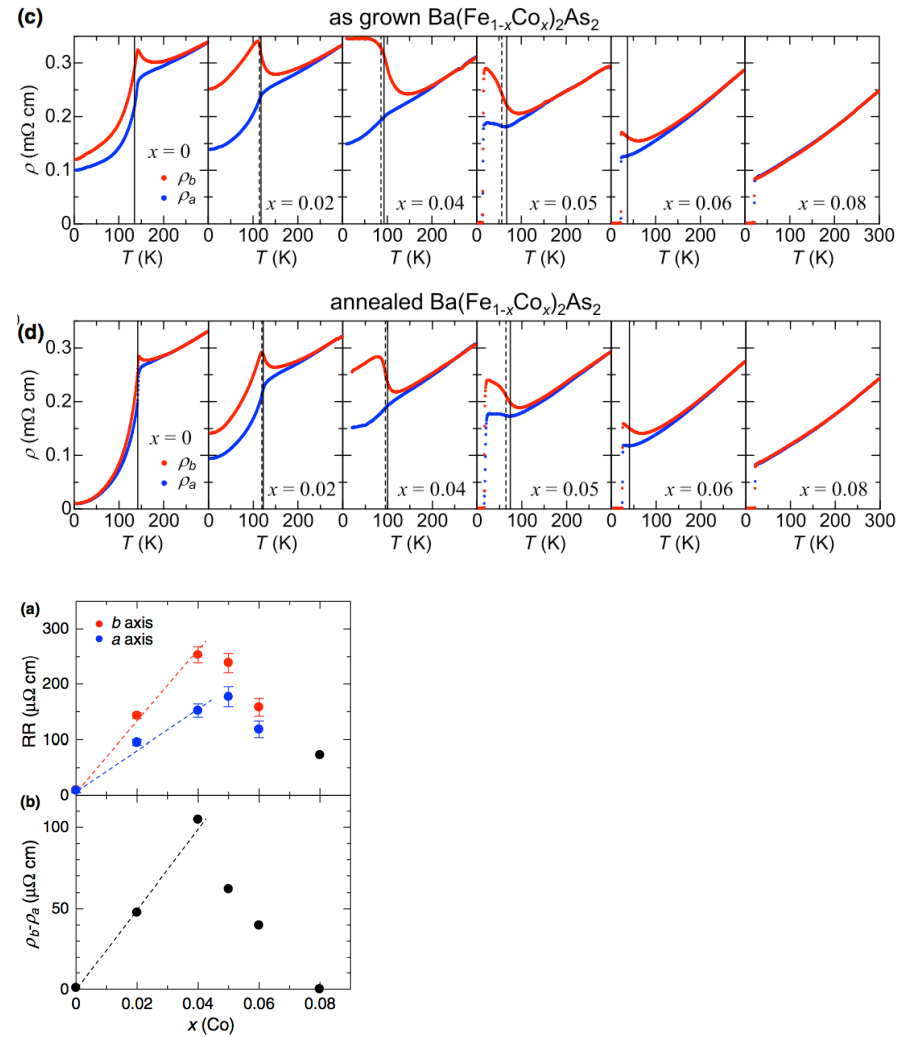 (c) as grown Ba(Fe1-xCox)2As2
0.3
0.2
0.1
0
ρ (mΩ cm)
x = 0
ρb
ρa
x = 0.02
x = 0.04
x = 0.05
x = 0.06
x = 0.08
0 100 200 0 100 200 0 100 200 0 100 200 0 100 200 0 100 200 300
T (K) T (K) T (K) T (K) T (K) T (K)
annealed Ba(Fe1-xCox)2As2
)
(d)
0.3
0.2
0.1
0
ρ (mΩ cm)
x = 0
ρb
ρa
x = 0.02
x = 0.04
x = 0.05
x = 0.06
x = 0.08
0 100 200 0 100 200 0 100 200 0 100 200 0 100 200 0 100 200 300
T (K) T (K) T (K) T (K) T (K) T (K)
(a)
b axis
a axis
300
200
100
0
RR (μΩ cm)
(b)
100
50
0
ρb-ρa (μΩ cm)
0 0.02 0.04 0.06 0.08
x (Co)